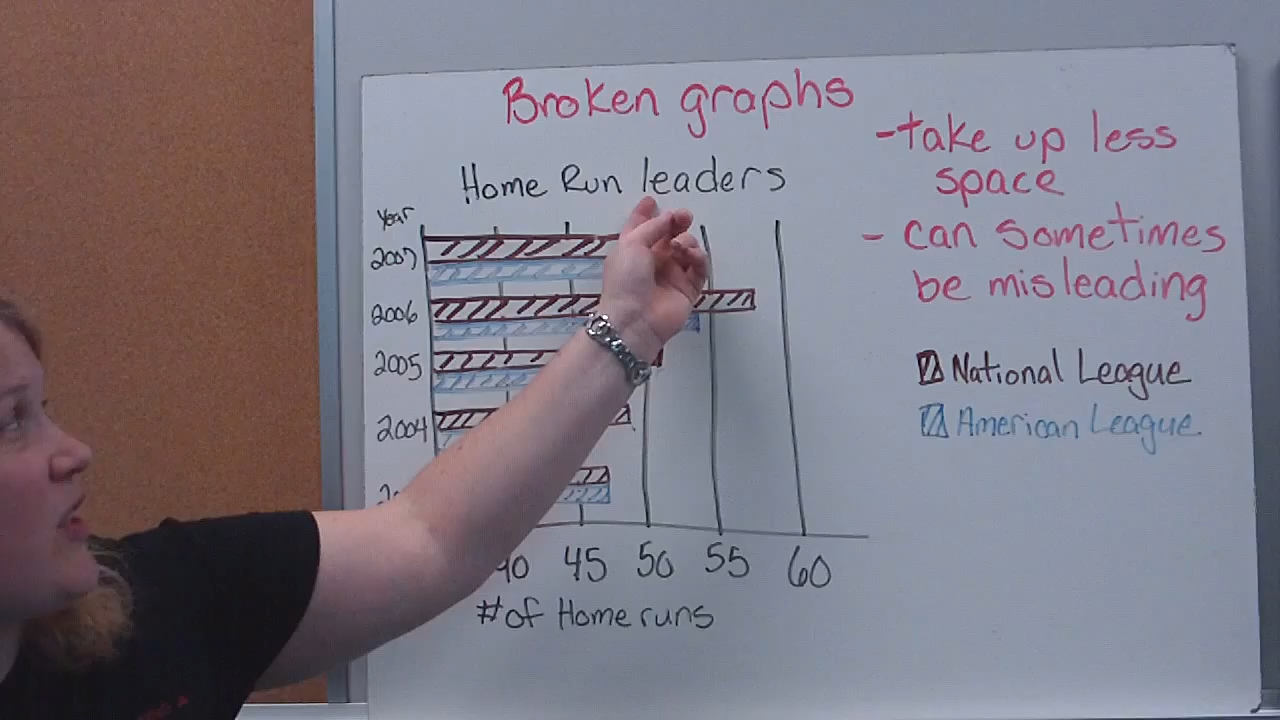 Broken graphs
-take up less
space
- can sometimes
be misleading
Home Run leaders
Year
2007
2006
2005
2004
45 50 55 60
# of Home runs
National League
American League